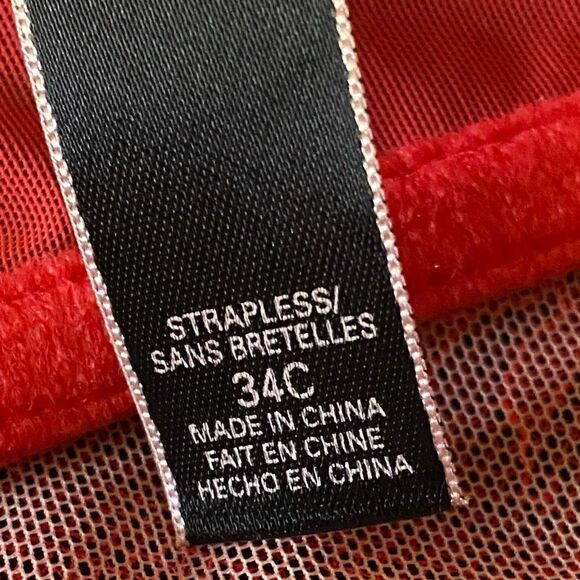 STRAPLESS/
SANS BRETELLES
34C
MADE IN CHINA
FAIT EN CHINE
HECHO EN CHINA